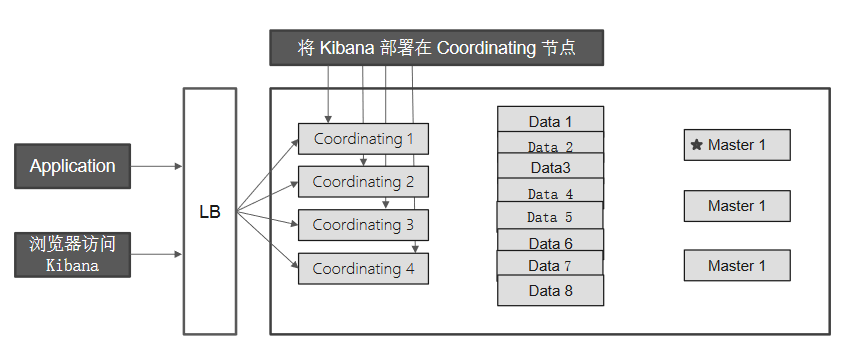 将 Kibana 部署在 Coordinating 节点
Application
浏览器访问
Kibana
LB
Coordinating 1
Coordinating 2
Coordinating 3
Coordinating 4
Data 1
Data 2
Data3
Data 4
Data 5
Data 6
Data 7
Data 8
★ Master 1
Master 1
Master 1